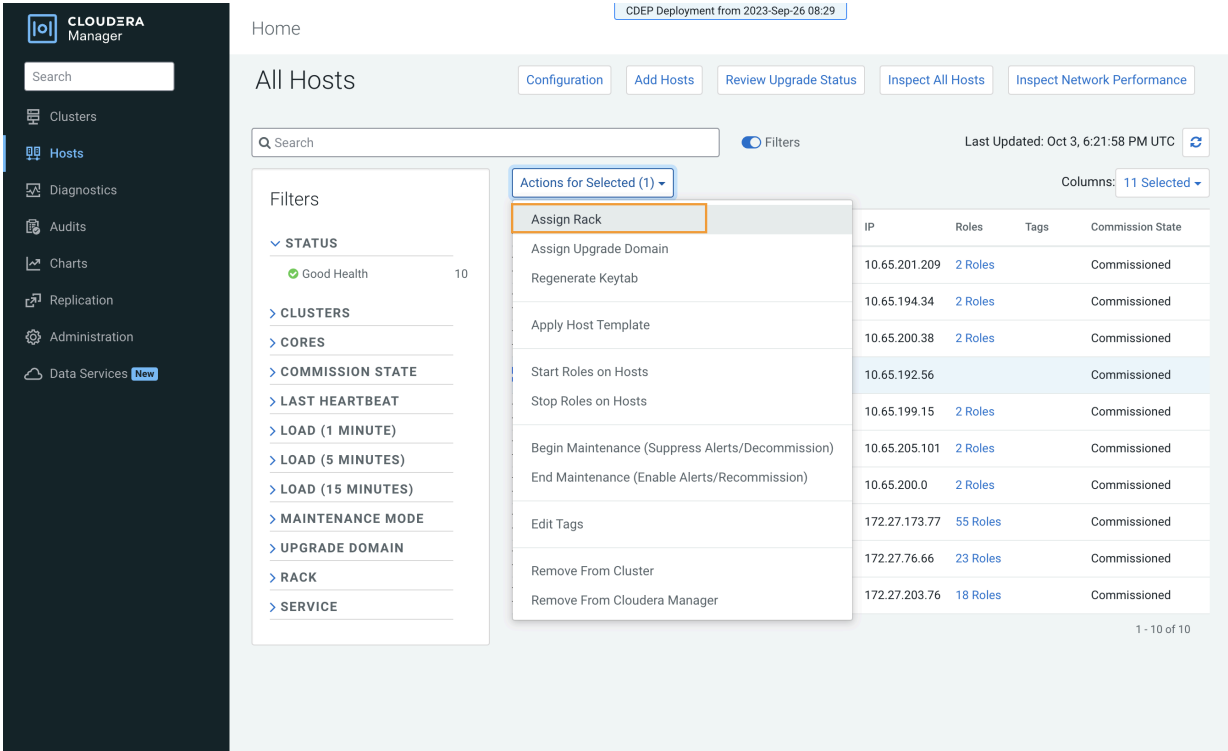 CLOUDERA
Manager
Search
Clusters
Hosts
Diagnostics
Audits
Charts
Replication
Administration
Data Services New
CDEP Deployment from 2023-Sep-26 08:29
Home
All Hosts
Configuration
Add Hosts
Review Upgrade Status
Inspect All Hosts
Inspect Network Performance
Search
Filters
Last Updated: Oct 3, 6:21:58 PM UTC
Filters
STATUS
Good Health 10
CLUSTERS
CORES
COMMISSION STATE
LAST HEARTBEAT
LOAD (1 MINUTE)
LOAD (5 MINUTES)
LOAD (15 MINUTES)
MAINTENANCE MODE
UPGRADE DOMAIN
RACK
SERVICE
Actions for Selected (1)
Columns: 11 Selected
Assign Rack
Assign Upgrade Domain
Regenerate Keytab
Apply Host Template
Start Roles on Hosts
Stop Roles on Hosts
Begin Maintenance (Suppress Alerts/Decommission)
End Maintenance (Enable Alerts/Recommission)
Edit Tags
Remove From Cluster
Remove From Cloudera Manager
IP Roles Tags Commission State
10.65.201.209 2 Roles Commissioned
10.65.194.34 2 Roles Commissioned
10.65.200.38 2 Roles Commissioned
10.65.192.56 Commissioned
10.65.199.15 2 Roles Commissioned
10.65.205.101 2 Roles Commissioned
10.65.200.0 2 Roles Commissioned
172.27.173.77 55 Roles Commissioned
172.27.76.66 23 Roles Commissioned
172.27.203.76 18 Roles Commissioned
1 - 10 of 10